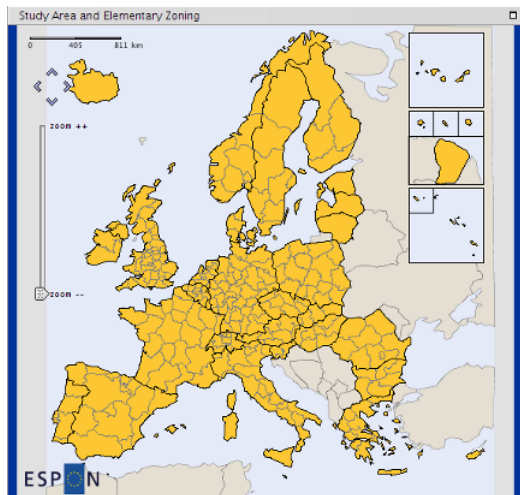 Study Area and Elementary Zoning
0 405 811 km
zoom ++
zoom --
ESPON